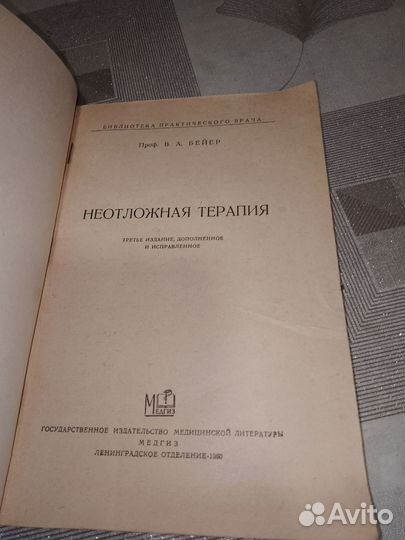 БИБЛИОТЕКА ПРАКТИЧЕСКОГО ВРАЧА
Проф. В. А. БЕЙЕР
НЕОТЛОЖНАЯ ТЕРАПИЯ
ТРЕТЬЕ ИЗДАНИЕ, ДОПОЛНЕННОЕ
И ИСПРАВЛЕННОЕ
МЕДГИЗ
ГОСУДАРСТВЕННОЕ ИЗДАТЕЛЬСТВО МЕДИЦИНСКОЙ ЛИТЕРАТУРЫ
МЕДГИЗ
ЛЕНИНГРАДСКОЕ ОТДЕЛЕНИЕ·1960
Avito